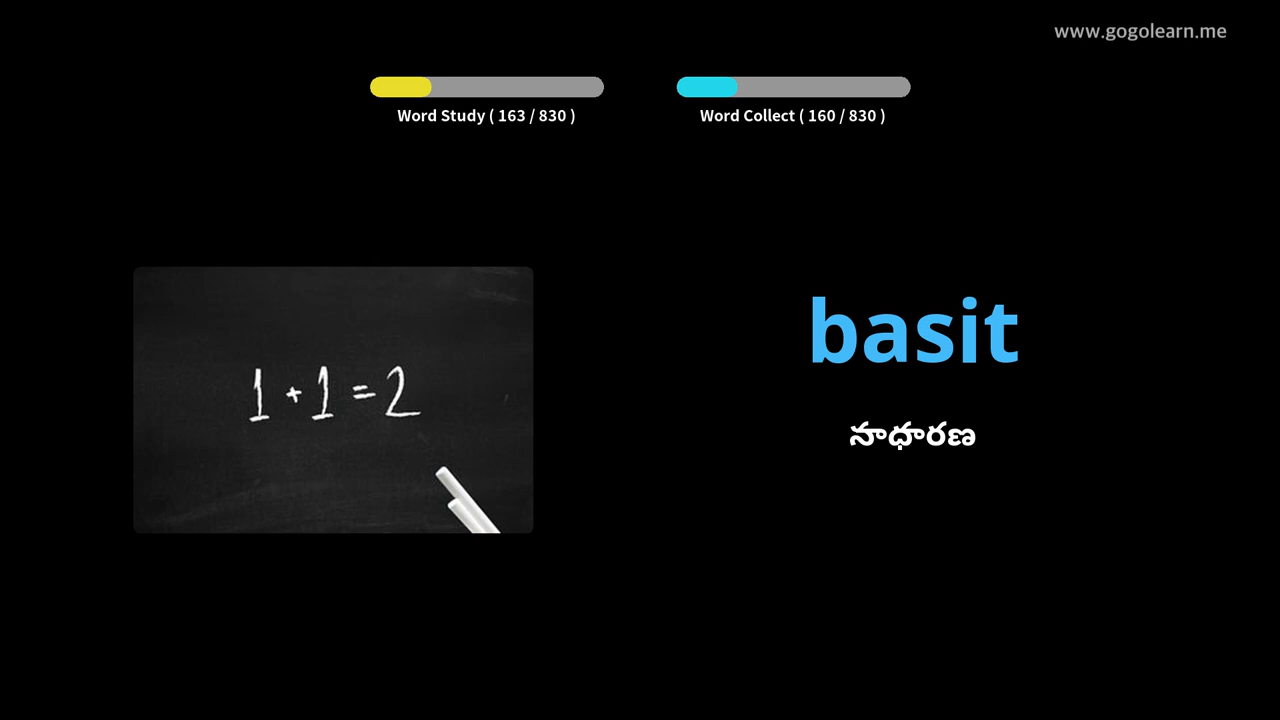 www.gogolearn.me
Word Study ( 163 / 830 )
Word Collect ( 160 / 830 )
1 + 1 = 2
basit
సాధారణ